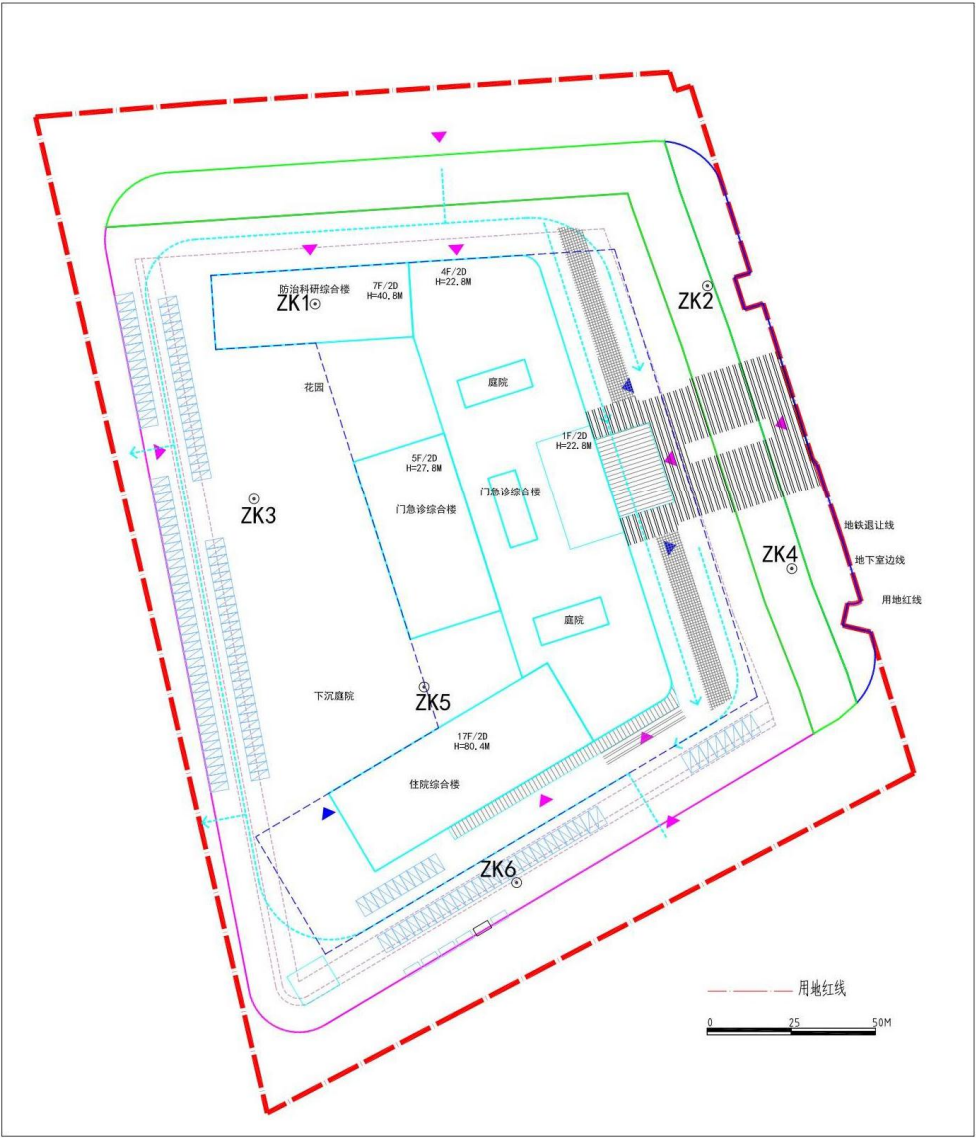 4F/2D
H=22.8M
7F/2D
H=40.8M
防治科研综合楼
ZK1
ZK2
花园
庭院
1F/2D
H=22.8M
5F/2D
H=27.8M
门急诊综合楼
门急诊综合楼
ZK3
地铁退让线
地下室边线
ZK4
用地红线
庭院
下沉庭院
ZK5
17F/2D
H=80.4M
住院综合楼
ZK6
用地红线
0 25 50M